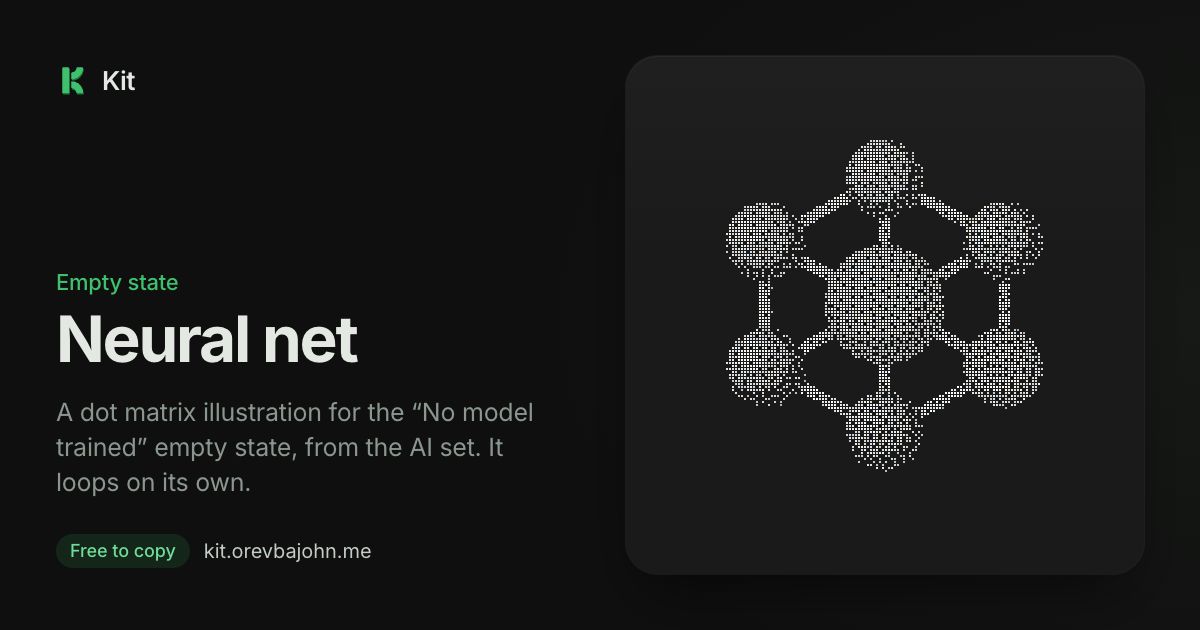 Kit
Empty state
Neural net
A dot matrix illustration for the “No model
trained” empty state, from the AI set. It
loops on its own.
Free to copy
kit.orevbajohn.me